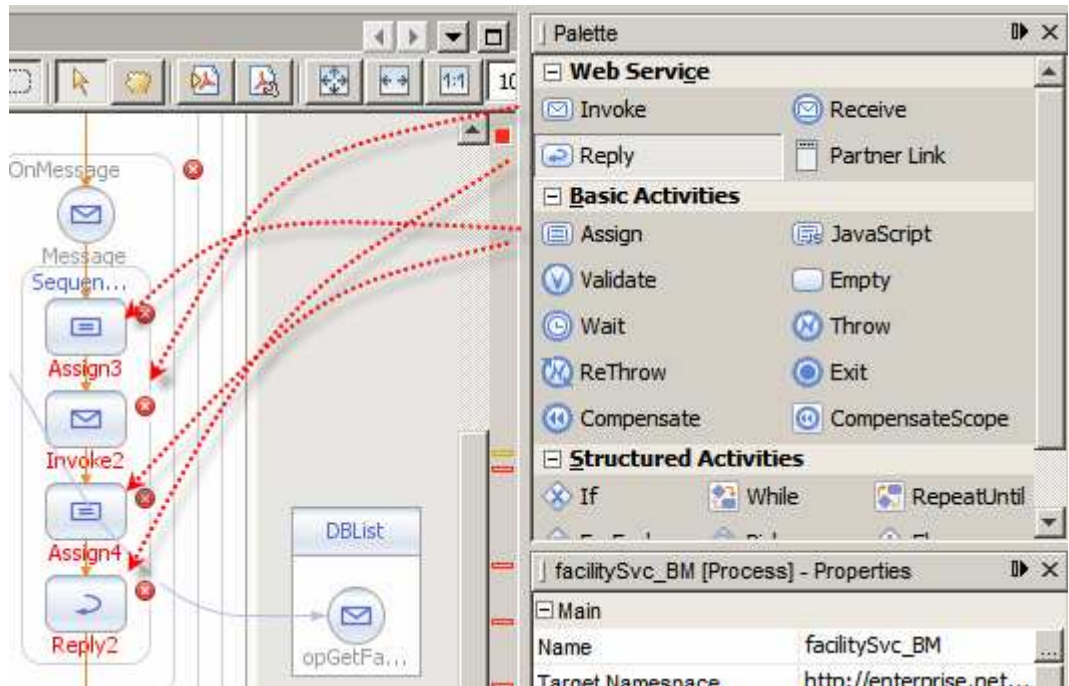 1:1
10
OnMessage
Message
Sequen...
Assign3
Invoke2
Assign4
Reply2
DBList
opGetFa...
Palette
Web Service
Invoke
Receive
Reply
Partner Link
Basic Activities
Assign
JavaScript
Validate
Empty
Wait
Throw
ReThrow
Exit
Compensate
CompensateScope
Structured Activities
If
While
RepeatUntil
facilitySvc_BM [Process] - Properties
Main
Name
facilitySvc_BM
...
Target Namespace
http://enterprise.net...